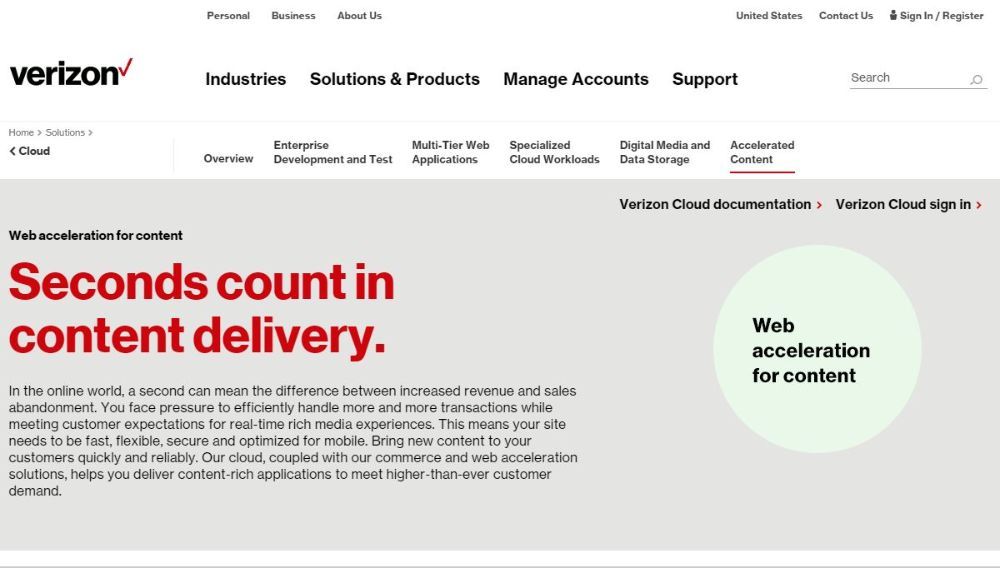 Personal Business About Us United States Contact Us Sign In / Register
verizon
Industries Solutions & Products Manage Accounts Support Search
Home Solutions
Cloud
Overview
Enterprise
Development and Test
Multi-Tier Web
Applications
Specialized
Cloud Workloads
Digital Media and
Data Storage
Accelerated
Content
Verizon Cloud documentation Verizon Cloud sign in
Web acceleration for content
Seconds count in
content delivery.
In the online world, a second can mean the difference between increased revenue and sales
abandonment. You face pressure to efficiently handle more and more transactions while
meeting customer expectations for real-time rich media experiences. This means your site
needs to be fast, flexible, secure and optimized for mobile. Bring new content to your
customers quickly and reliably. Our cloud, coupled with our commerce and web acceleration
solutions, helps you deliver content-rich applications to meet higher-than-ever customer
demand.
Web
acceleration
for content